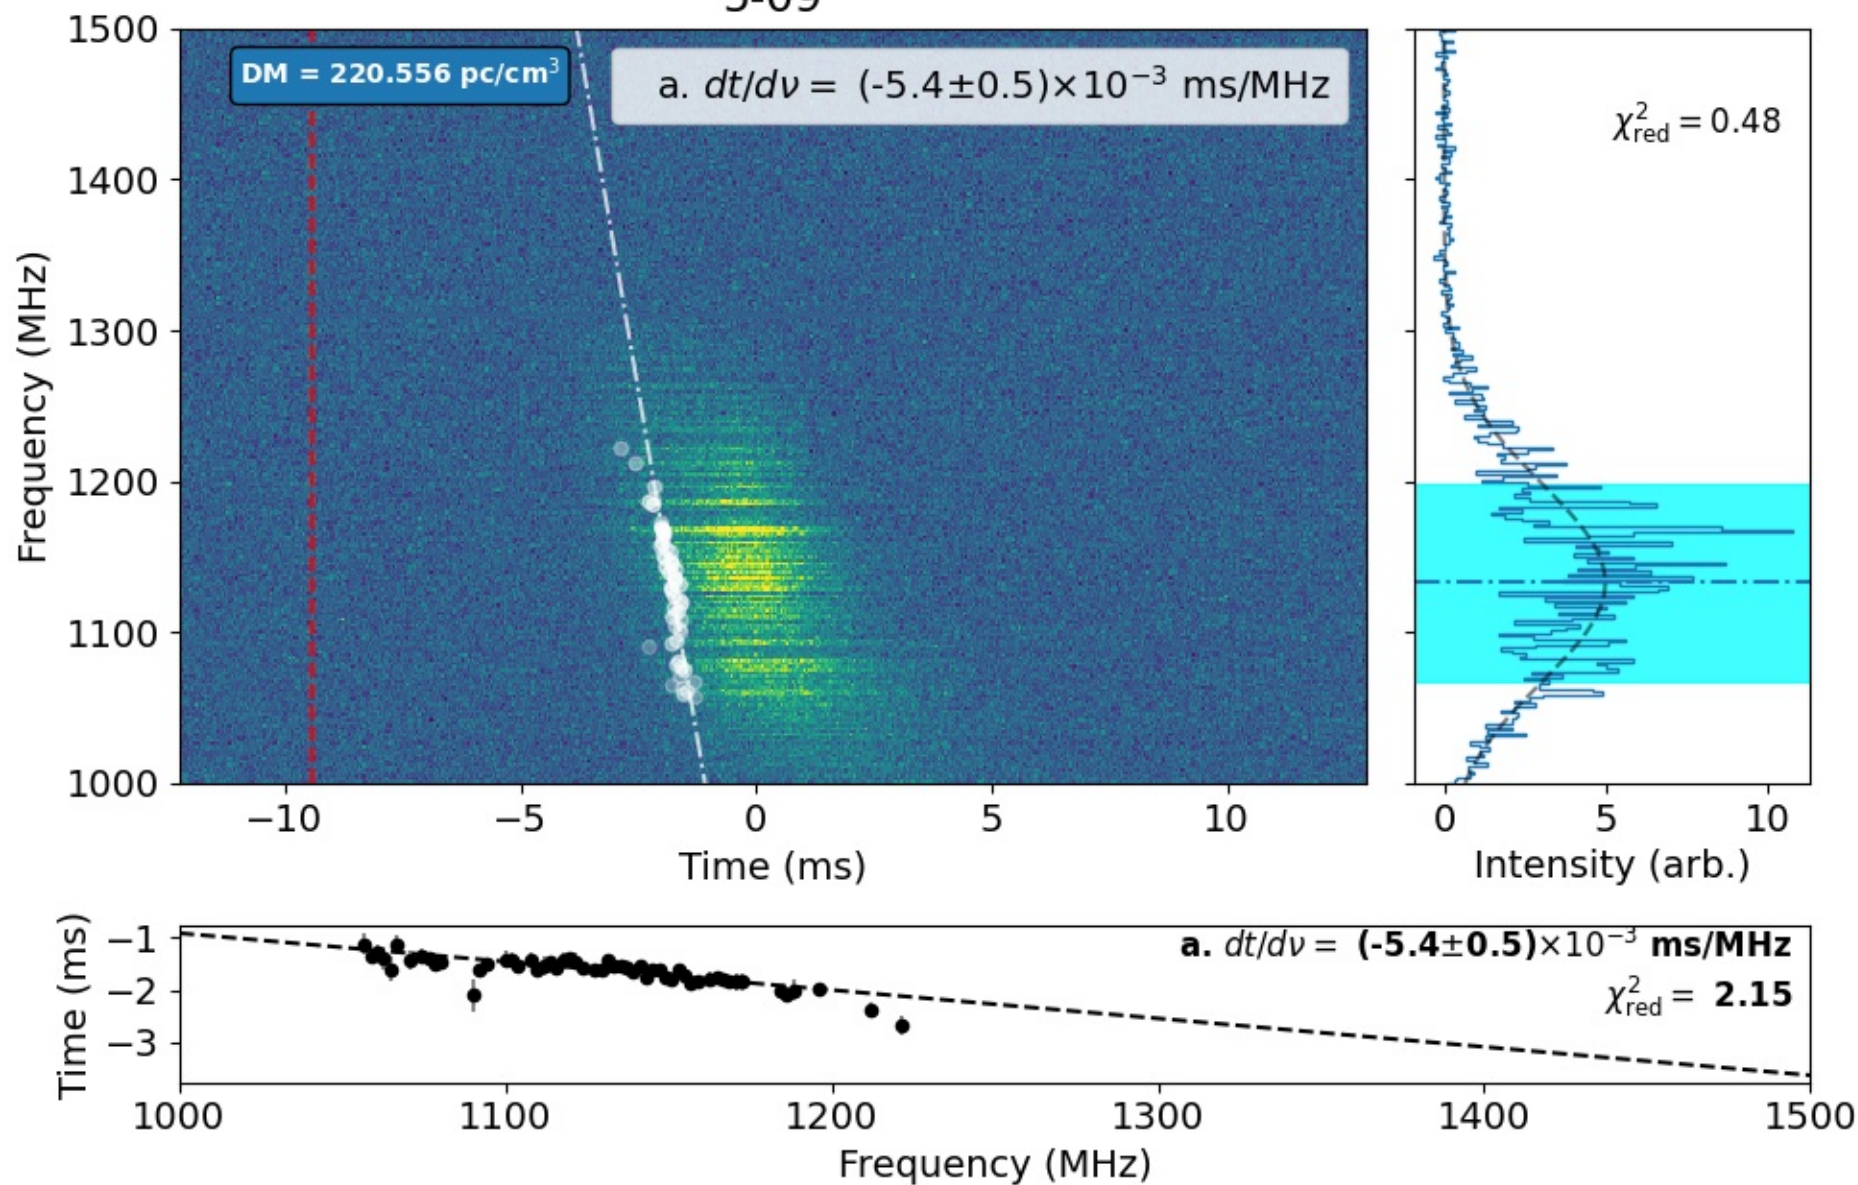 1500
DM = 220.556 pc/cm³
a. dt/dν = (-5.4±0.5)×10⁻³ ms/MHz
χ²red = 0.48
1400
1300
1200
1100
1000
Frequency (MHz)
−10 −5 0 5 10
Time (ms)
0 5 10
Intensity (arb.)
a. dt/dν = (-5.4±0.5)×10⁻³ ms/MHz
χ²red = 2.15
−1
−2
−3
Time (ms)
1000 1100 1200 1300 1400 1500
Frequency (MHz)